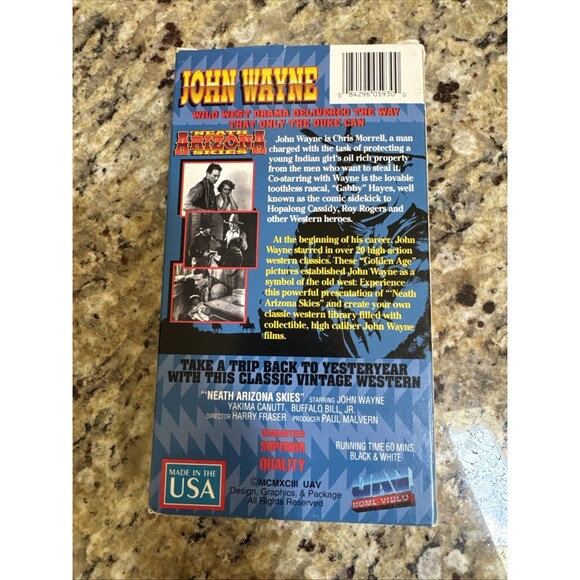 JOHN WAYNE
0 84296 05930 0
WILD WEST DRAMA DELIVERED THE WAY
THAT ONLY THE DUKE CAN
'NEATH
ARIZONA
SKIES
John Wayne is Chris Morrell, a man
charged with the task of protecting a
young Indian girl's oil rich property
from the men who want to steal it.
Co-starring with Wayne is the lovable
toothless rascal, "Gabby" Hayes, well
known as the comic sidekick to
Hopalong Cassidy, Roy Rogers and
other Western heroes.
At the beginning of his career, John
Wayne starred in over 20 high action
western classics. These "Golden Age"
pictures established John Wayne as a
symbol of the old west. Experience
this powerful presentation of "'Neath
Arizona Skies" and create your own
classic western library filled with
collectible, high caliber John Wayne
films.
TAKE A TRIP BACK TO YESTERYEAR
WITH THIS CLASSIC VINTAGE WESTERN
"'NEATH ARIZONA SKIES" STARRING JOHN WAYNE
YAKIMA CANUTT BUFFALO BILL, JR.
DIRECTOR HARRY FRASER PRODUCER PAUL MALVERN
GUARANTEED
SUPERIOR
QUALITY
RUNNING TIME 60 MINS.
BLACK & WHITE
MADE IN THE
USA
©MCMXCIII UAV
Design, Graphics, & Package
All Rights Reserved
UAV
HOME VIDEO